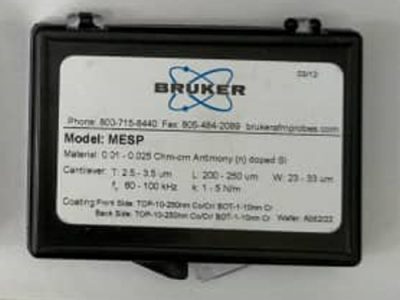 03/13
BRUKER
Phone: 800-715-8440 Fax: 805-484-2089 brukerafmprobes.com
Model: MESP
Material: 0.01 - 0.025 Ohm-cm Antimony (n) doped Si
Cantilever: T: 2.5 - 3.5 um L: 200 - 250 um W: 23 - 33 um
f₀ 60 - 100 kHz k: 1 - 5 N/m
Coating: Front Side: TOP-10-250nm Co/Cr/ BOT-1-10nm Cr
Back Side: TOP-10-250nm Co/Cr/ BOT-1-10nm Cr Wafer: